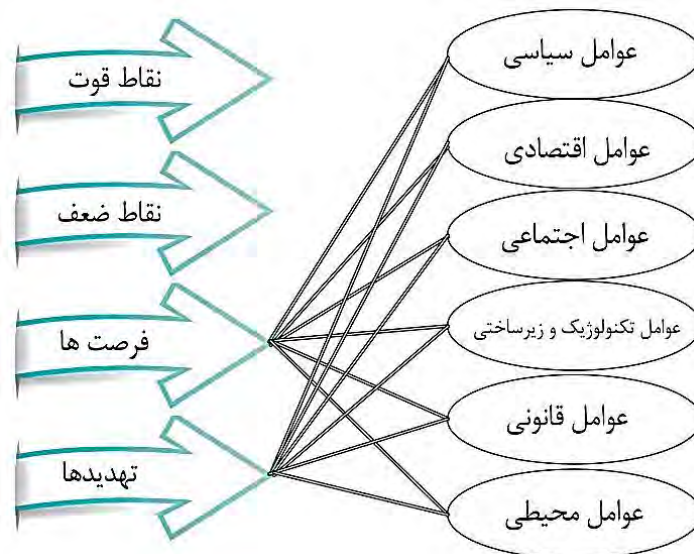 عوامل سیاسی
عوامل اقتصادی
عوامل اجتماعی
عوامل تکنولوژیک و زیرساختی
عوامل قانونی
عوامل محیطی
نقاط قوت
نقاط ضعف
فرصت ها
تهدیدها